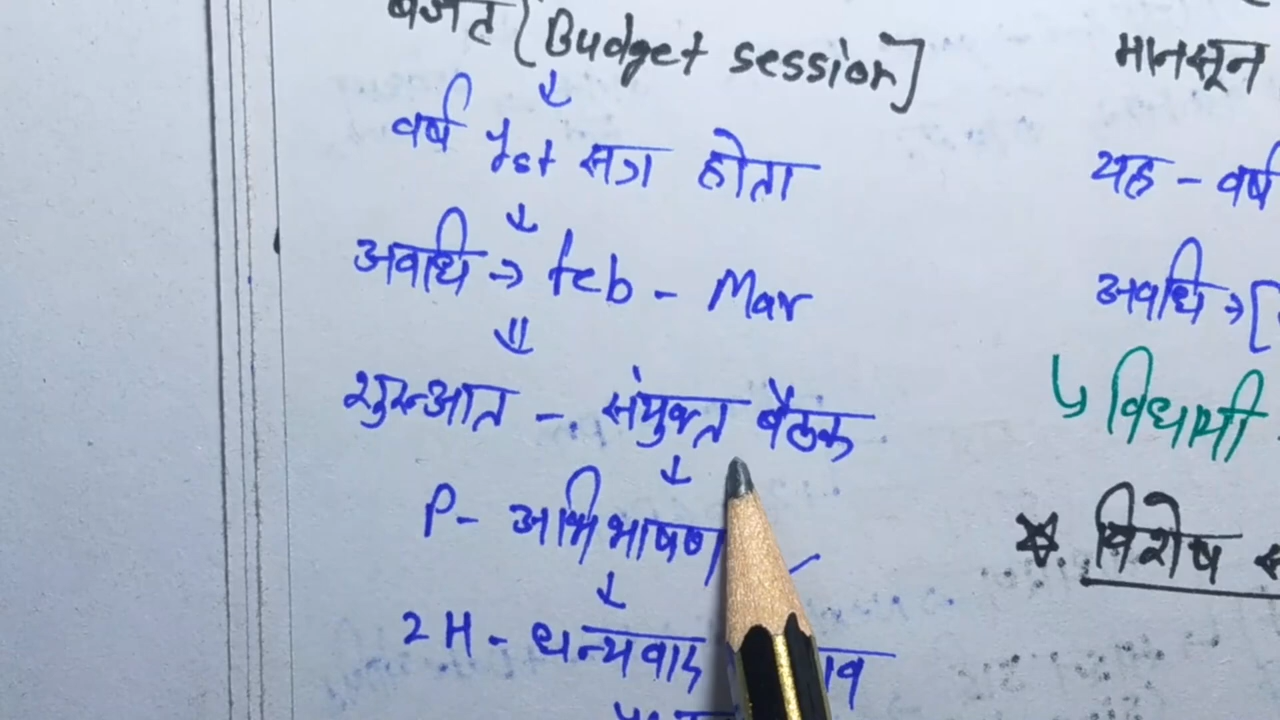 बजट [Budget session]
↓
वर्ष 1st सत्र होता
↓
अवधि → feb - Mar
⇓
शुरुआत - संयुक्त बैठक
↓
P- अभिभाषण
↓
2 H - धन्यवाद
मानसून
यह - वर्ष
अवधि → [
↳ विधायी
☆. विशेष